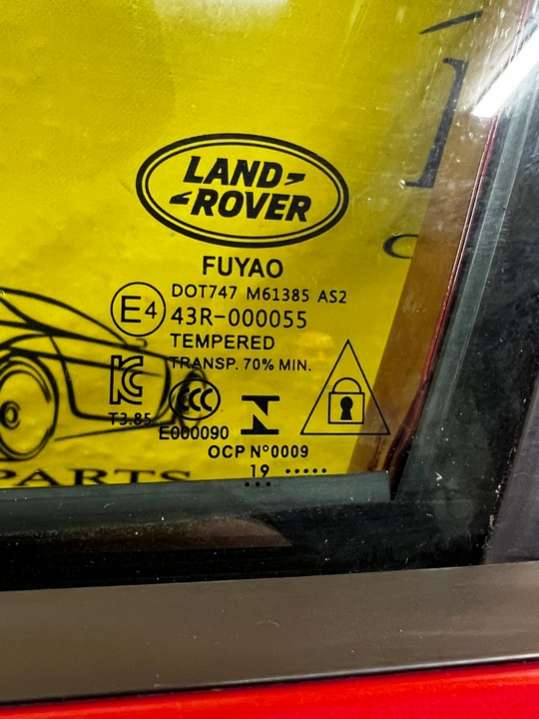 LAND
ROVER
FUYAO
DOT747 M61385 AS2
E4
43R-000055
TEMPERED
TRANSP. 70% MIN.
T3.85
CCC
E000090
OCP N°0009
19 .....
...
PARTS